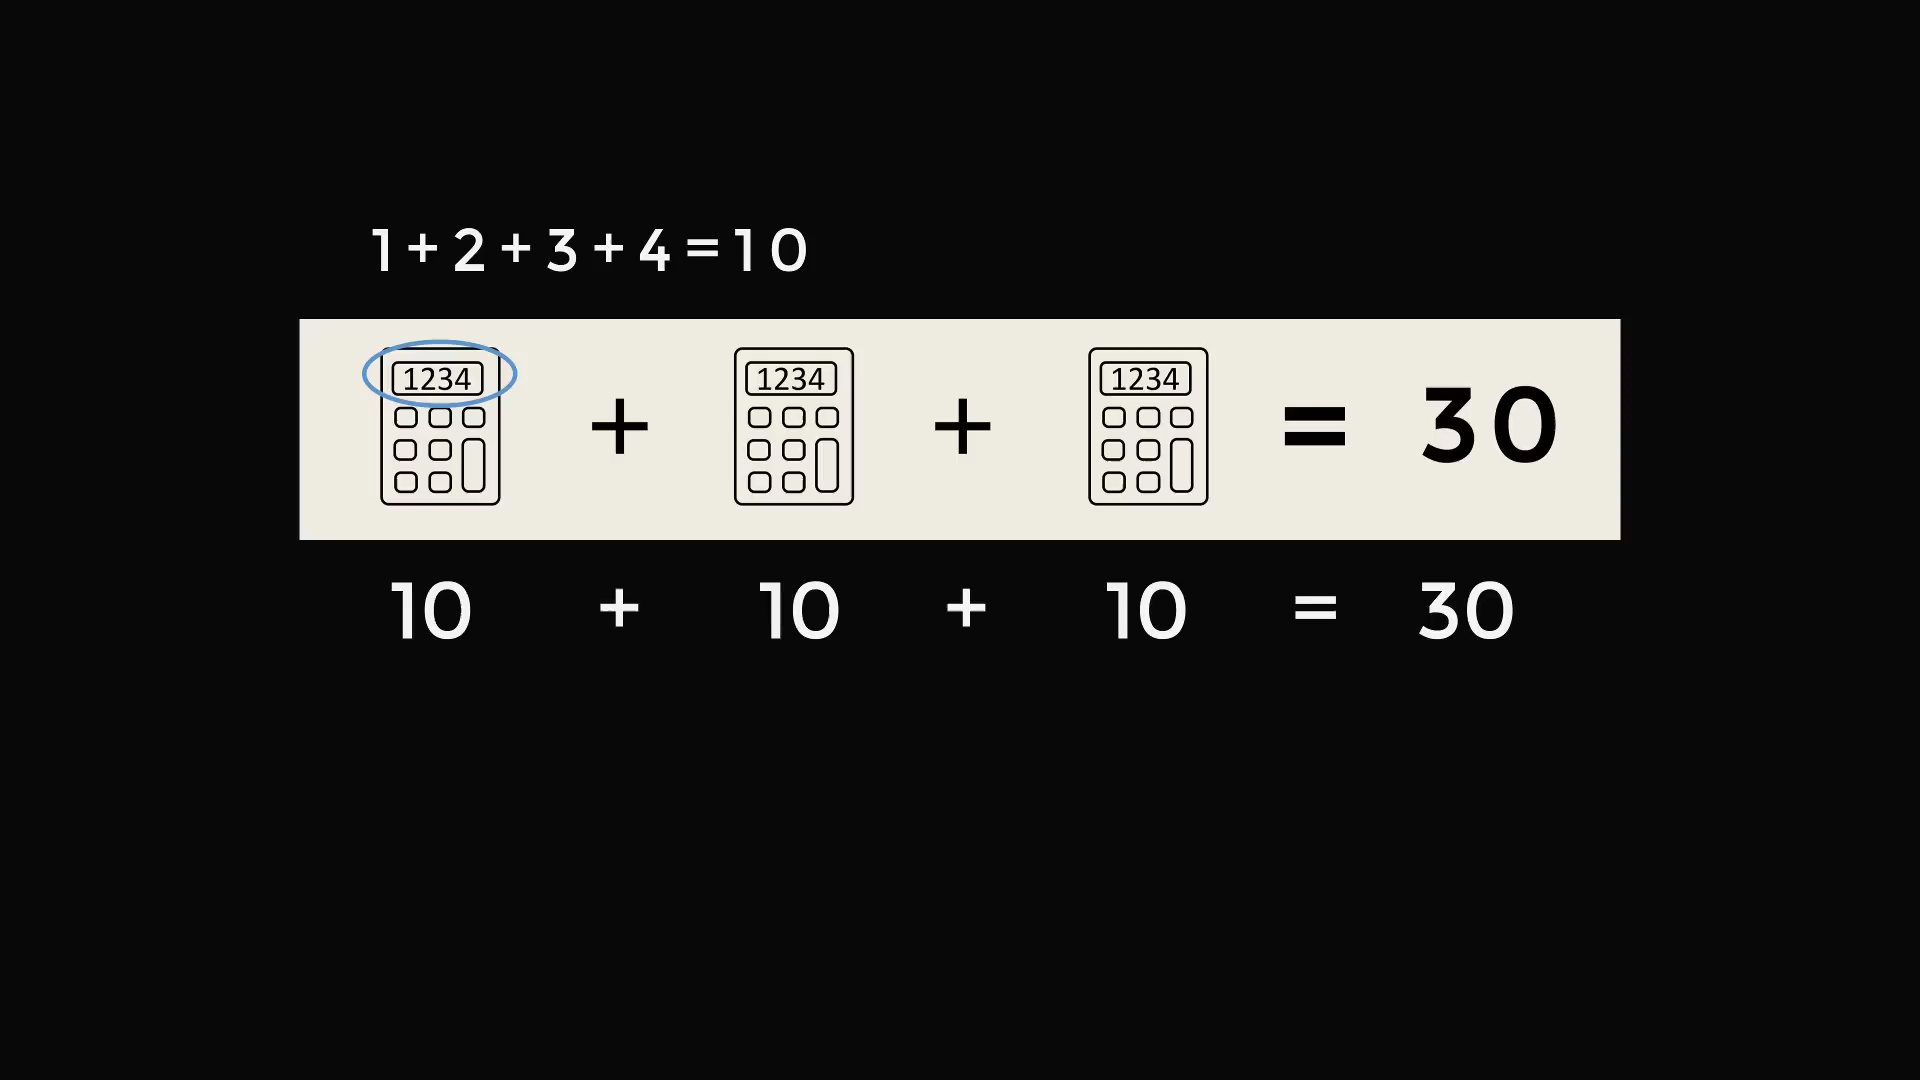 1+2+3+4=10
1234 + 1234 + 1234 = 30
10 + 10 + 10 = 30